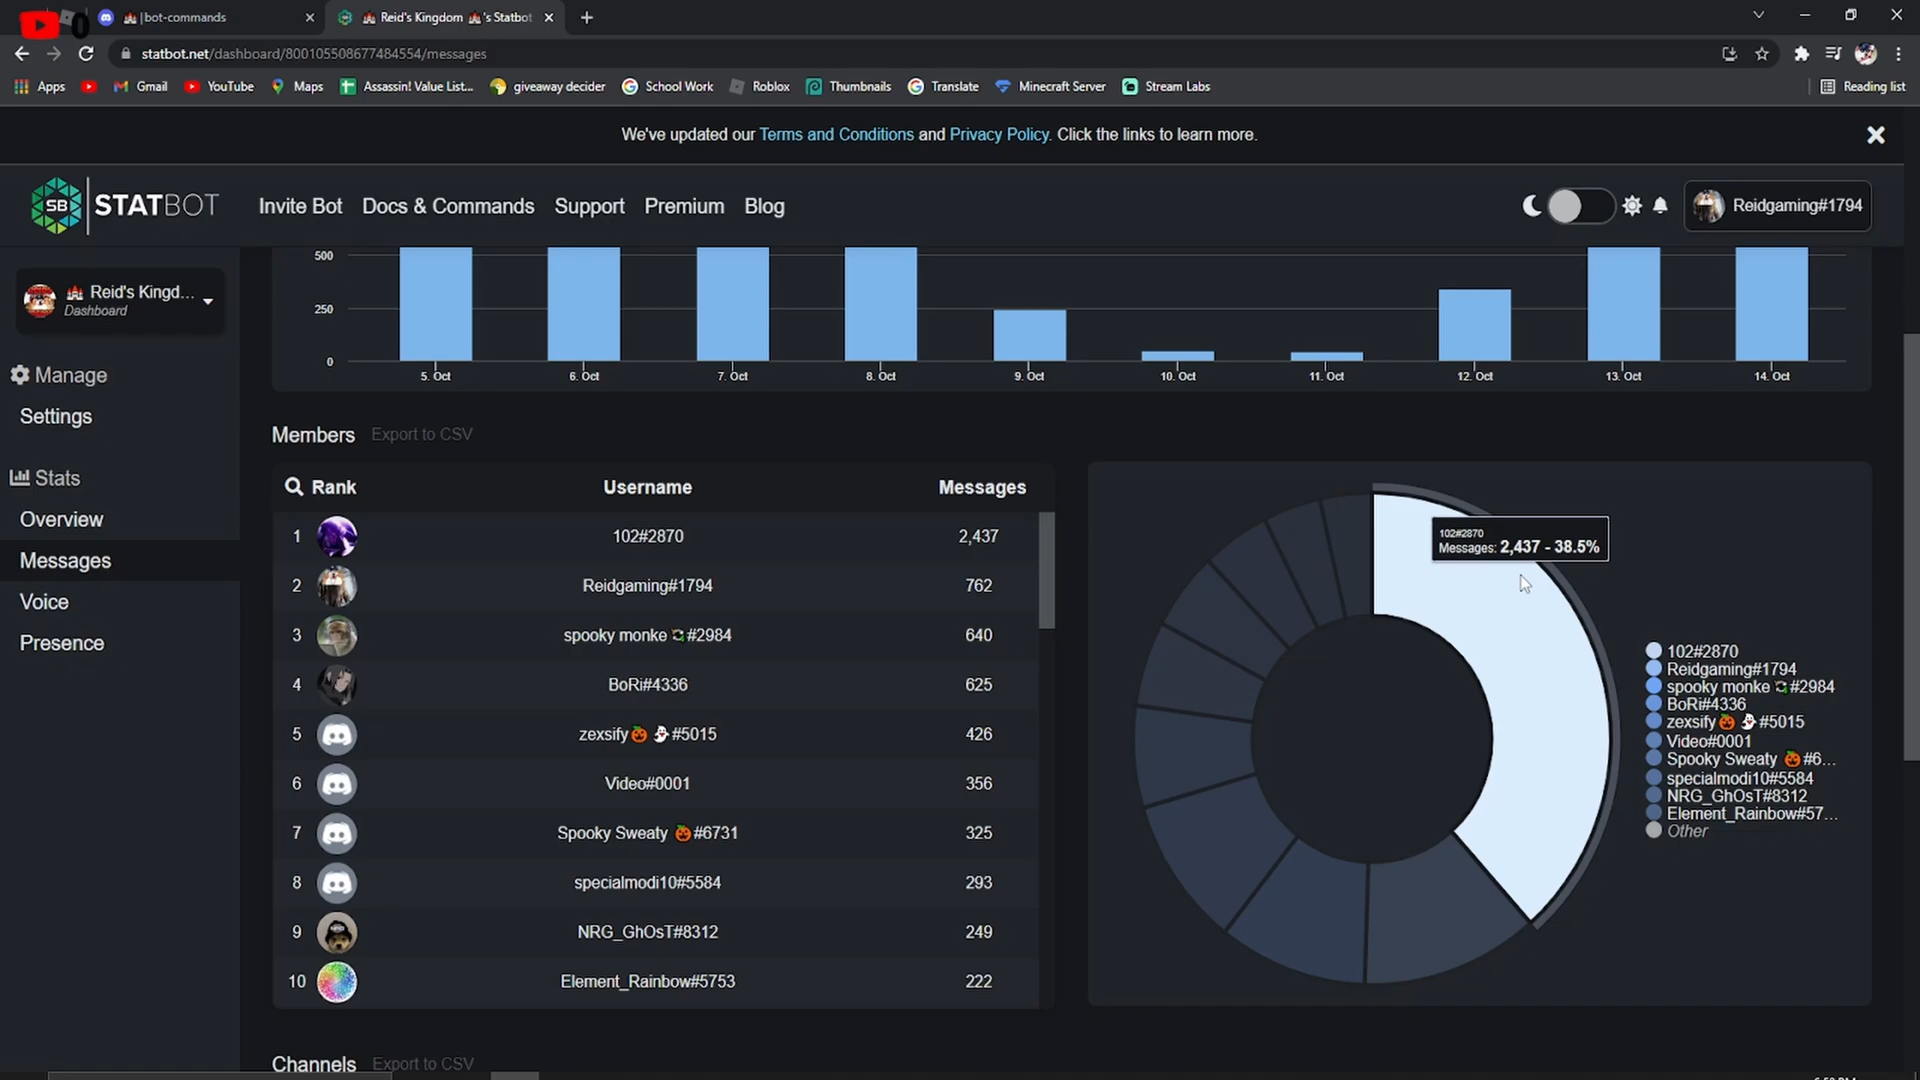 |bot-commands
Reid's Kingdom 's Statbot
0
statbot.net/dashboard/800105508677484554/messages
Apps
Gmail
YouTube
Maps
Assassin! Value List...
giveaway decider
School Work
Roblox
Thumbnails
Translate
Minecraft Server
Stream Labs
Reading list
We've updated our Terms and Conditions and Privacy Policy. Click the links to learn more.
SB STATBOT
Invite Bot
Docs & Commands
Support
Premium
Blog
Reidgaming#1794
Reid's Kingd...
Dashboard
Manage
Settings
Stats
Overview
Messages
Voice
Presence
500
250
0
5. Oct
6. Oct
7. Oct
8. Oct
9. Oct
10. Oct
11. Oct
12. Oct
13. Oct
14. Oct
Members Export to CSV
Rank Username Messages
1 102#2870 2,437
2 Reidgaming#1794 762
3 spooky monke #2984 640
4 BoRi#4336 625
5 zexsify🎃 👻#5015 426
6 Video#0001 356
7 Spooky Sweaty 🎃#6731 325
8 specialmodi10#5584 293
9 NRG_GhOsT#8312 249
10 Element_Rainbow#5753 222
102#2870
Messages: 2,437 - 38.5%
102#2870
Reidgaming#1794
spooky monke #2984
BoRi#4336
zexsify🎃 👻#5015
Video#0001
Spooky Sweaty 🎃#6...
specialmodi10#5584
NRG_GhOsT#8312
Element_Rainbow#57...
Other
Channels Export to CSV